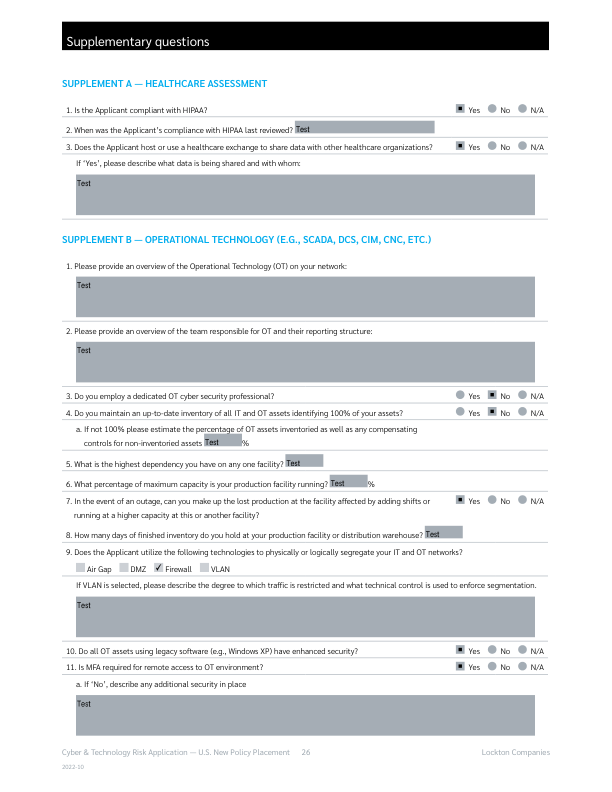 Supplementary questions
SUPPLEMENT A — HEALTHCARE ASSESSMENT
1. Is the Applicant compliant with HIPAA? Yes No N/A
2. When was the Applicant's compliance with HIPAA last reviewed? Test
3. Does the Applicant host or use a healthcare exchange to share data with other healthcare organizations? Yes No N/A
If 'Yes', please describe what data is being shared and with whom:
Test
SUPPLEMENT B — OPERATIONAL TECHNOLOGY (E.G., SCADA, DCS, CIM, CNC, ETC.)
1. Please provide an overview of the Operational Technology (OT) on your network:
Test
2. Please provide an overview of the team responsible for OT and their reporting structure:
Test
3. Do you employ a dedicated OT cyber security professional? Yes No N/A
4. Do you maintain an up-to-date inventory of all IT and OT assets identifying 100% of your assets? Yes No N/A
a. If not 100% please estimate the percentage of OT assets inventoried as well as any compensating
controls for non-inventoried assets Test %
5. What is the highest dependency you have on any one facility? Test
6. What percentage of maximum capacity is your production facility running? Test %
7. In the event of an outage, can you make up the lost production at the facility affected by adding shifts or Yes No N/A
running at a higher capacity at this or another facility?
8. How many days of finished inventory do you hold at your production facility or distribution warehouse? Test
9. Does the Applicant utilize the following technologies to physically or logically segregate your IT and OT networks?
Air Gap DMZ Firewall VLAN
If VLAN is selected, please describe the degree to which traffic is restricted and what technical control is used to enforce segmentation.
Test
10. Do all OT assets using legacy software (e.g., Windows XP) have enhanced security? Yes No N/A
11. Is MFA required for remote access to OT environment? Yes No N/A
a. If 'No', describe any additional security in place
Test
Cyber & Technology Risk Application — U.S. New Policy Placement 26 Lockton Companies
2022-10